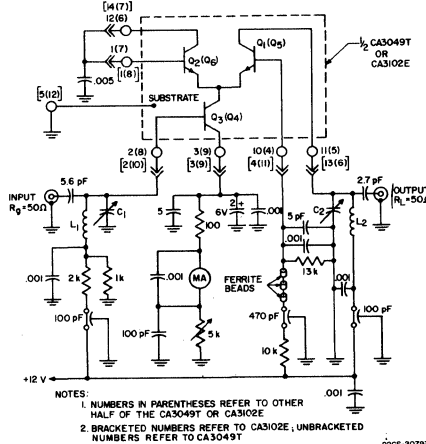 [14(7)]
12(6)
1(7)
[1(8)]
.005
Q2(Q6)
Q1(Q5)
1/2 CA3049T
OR
CA3102E
[5(12)]
SUBSTRATE
Q3(Q4)
2(8)
[2(10)]
3(9)
[3(9)]
10(4)
[4(11)]
11(5)
[13(6)]
INPUT
Rg=50Ω
5.6 pF
C1
L1
.001
2k
1k
100 pF
5
100
2
6V
+
.001
.001
MA
100 pF
5k
5 pF
.001
13k
FERRITE
BEADS
470 pF
10k
C2
L2
2.7 pF
OUTPUT
RL=50Ω
.001
100 pF
.001
+12 V
NOTES:
1. NUMBERS IN PARENTHESES REFER TO OTHER
HALF OF THE CA3049T OR CA3102E
2. BRACKETED NUMBERS REFER TO CA3102E; UNBRACKETED
NUMBERS REFER TO CA3049T